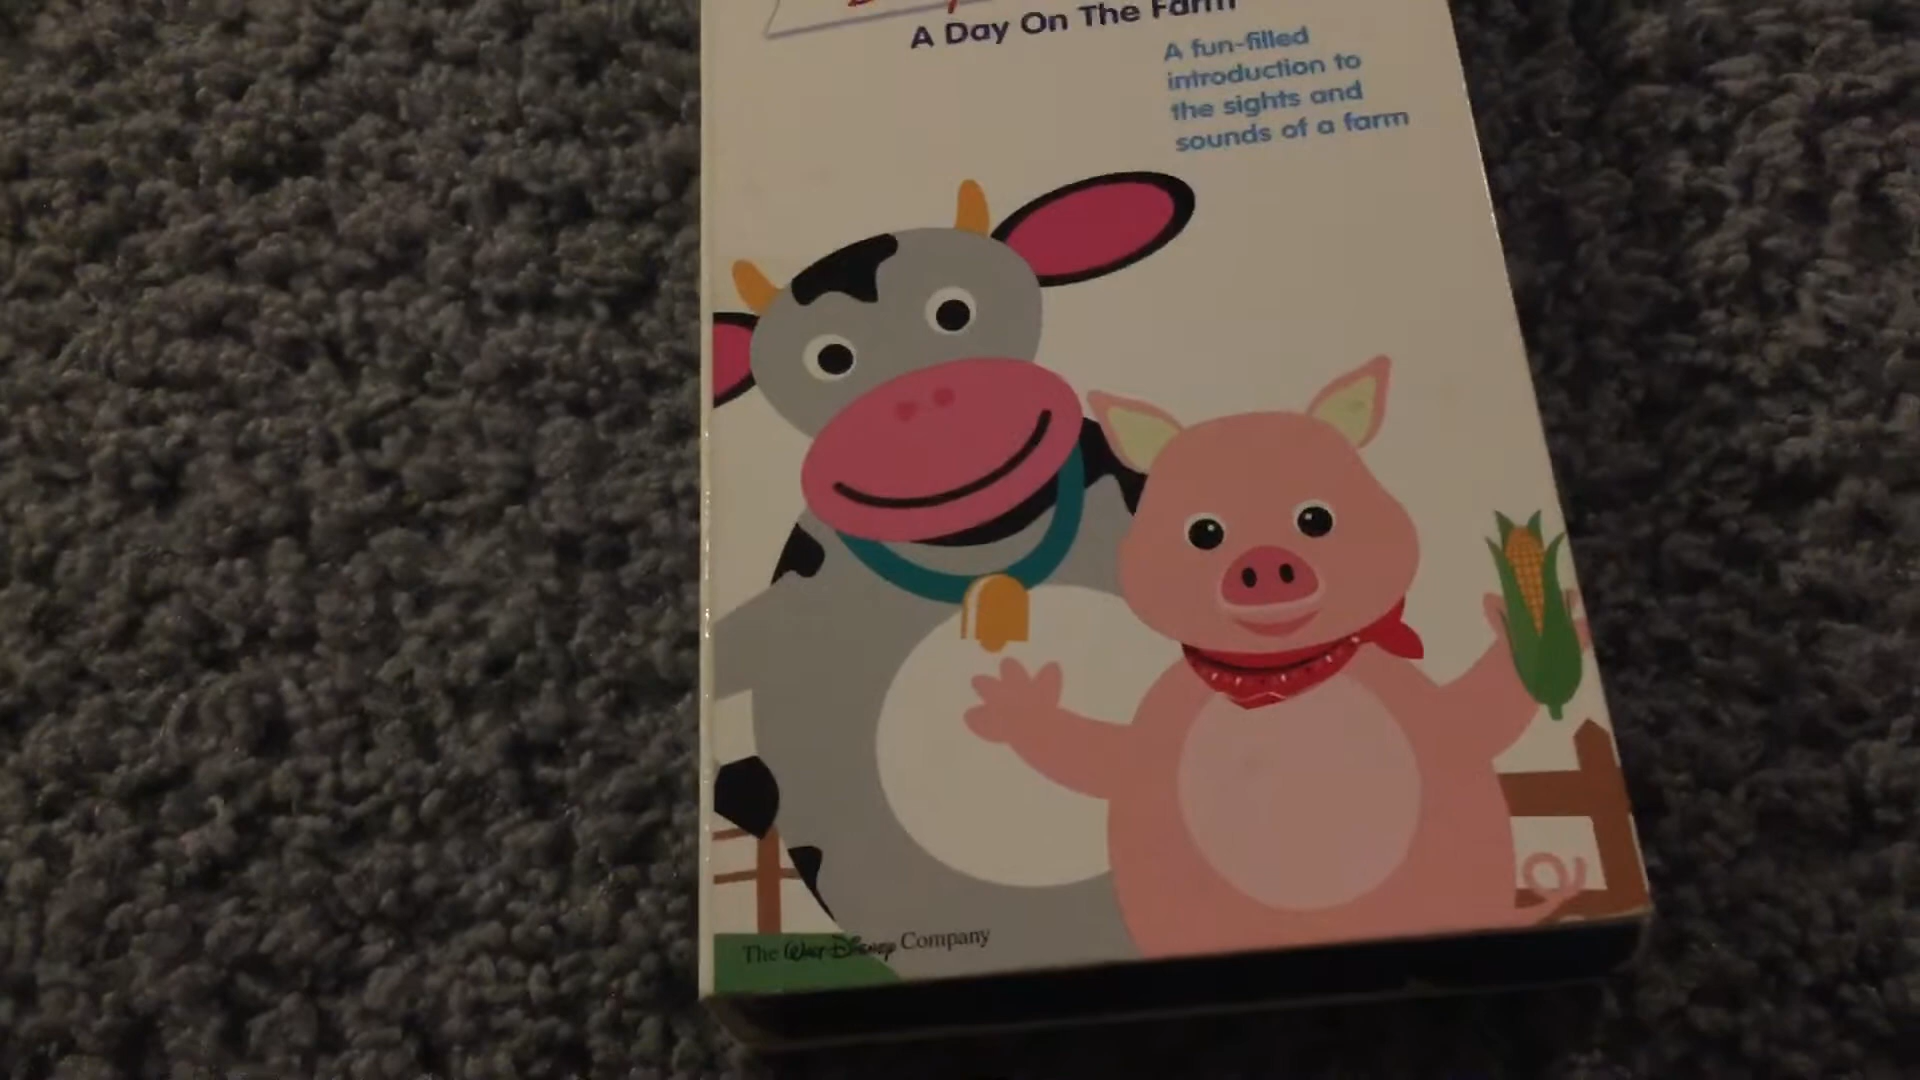 A Day On The Farm
A fun-filled
introduction to
the sights and
sounds of a farm
The Walt Disney Company